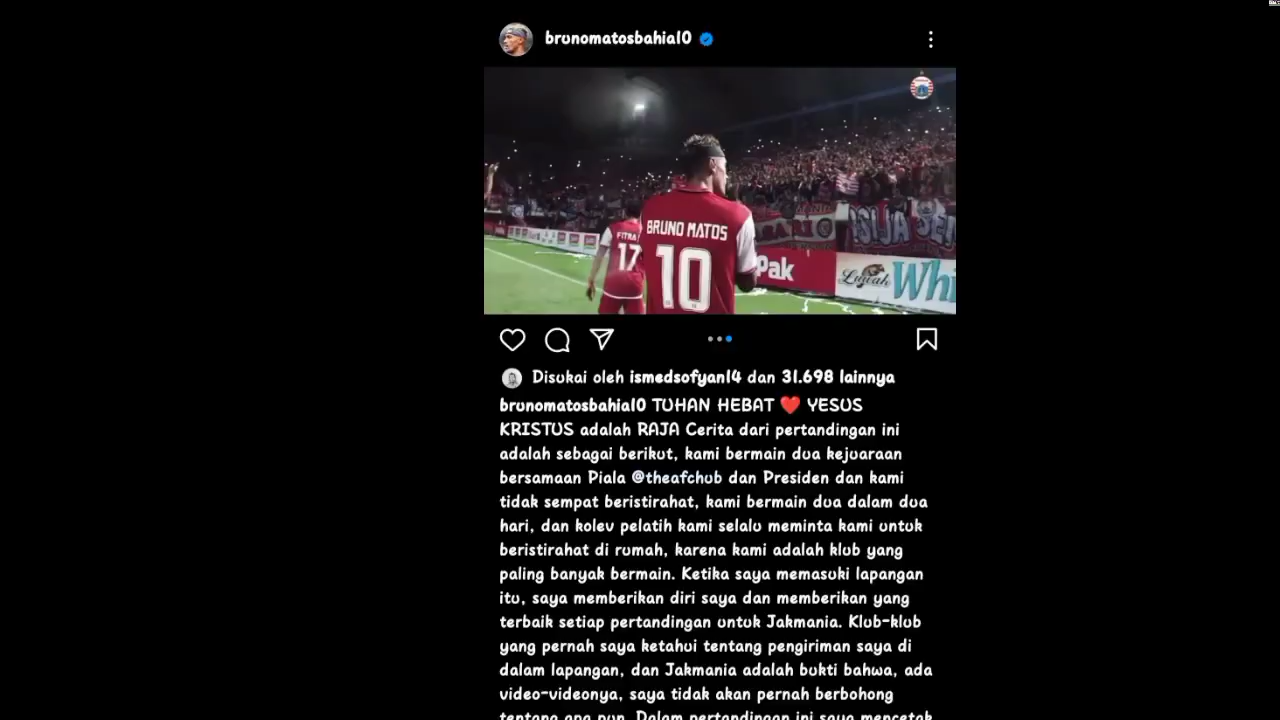 brunomatosbahia10
FITRA
17
BRUNO MATOS
10
Pak
Luwak
Whi
Disukai oleh ismedsofyan14 dan 31.698 lainnya
brunomatosbahia10 TUHAN HEBAT ❤️ YESUS
KRISTUS adalah RAJA Cerita dari pertandingan ini
adalah sebagai berikut, kami bermain dua kejuaraan
bersamaan Piala @theafchub dan Presiden dan kami
tidak sempat beristirahat, kami bermain dua dalam dua
hari, dan kolev pelatih kami selalu meminta kami untuk
beristirahat di rumah, karena kami adalah klub yang
paling banyak bermain. Ketika saya memasuki lapangan
itu, saya memberikan diri saya dan memberikan yang
terbaik setiap pertandingan untuk Jakmania. Klub-klub
yang pernah saya ketahui tentang pengiriman saya di
dalam lapangan, dan Jakmania adalah bukti bahwa, ada
video-videonya, saya tidak akan pernah berbohong
tentang apa pun. Dalam pertandingan ini saya mencetak